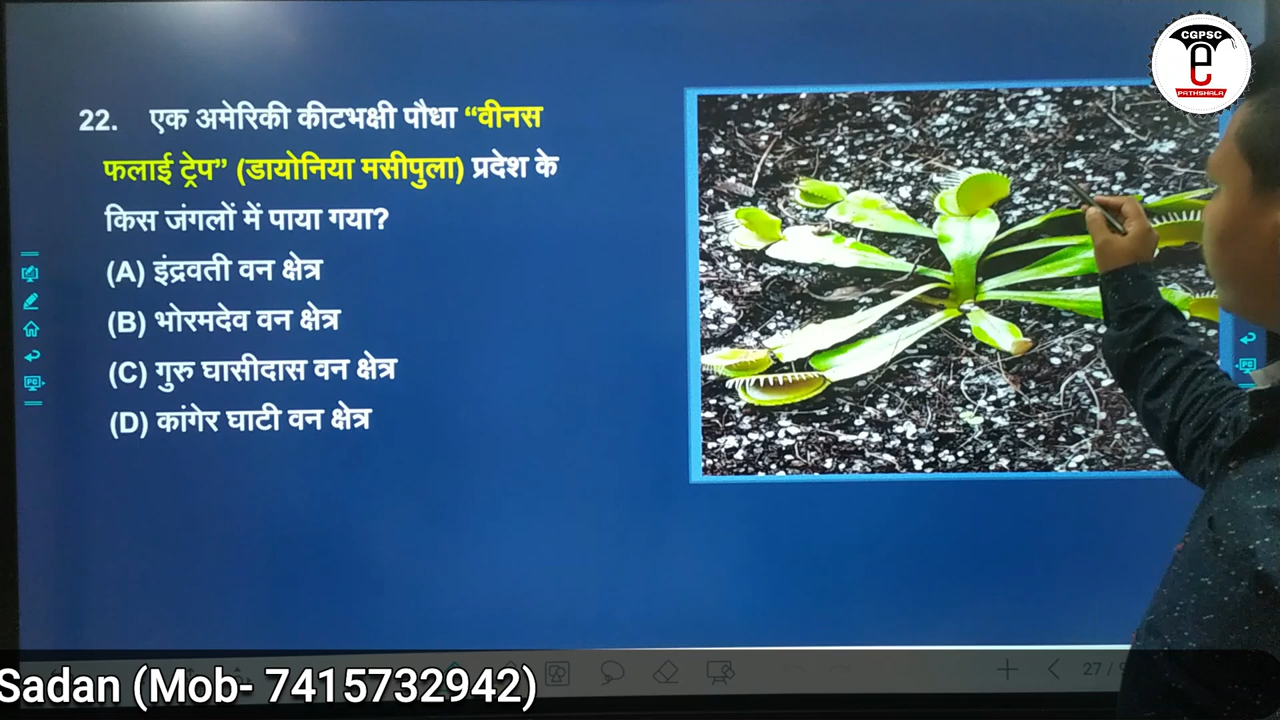 CGPSC
e
PATHSHALA
22. एक अमेरिकी कीटभक्षी पौधा “वीनस
फलाई ट्रेप” (डायोनिया मसीपुला) प्रदेश के
किस जंगलों में पाया गया?
(A) इंद्रवती वन क्षेत्र
(B) भोरमदेव वन क्षेत्र
(C) गुरु घासीदास वन क्षेत्र
(D) कांगेर घाटी वन क्षेत्र
Sadan (Mob- 7415732942)
27 /